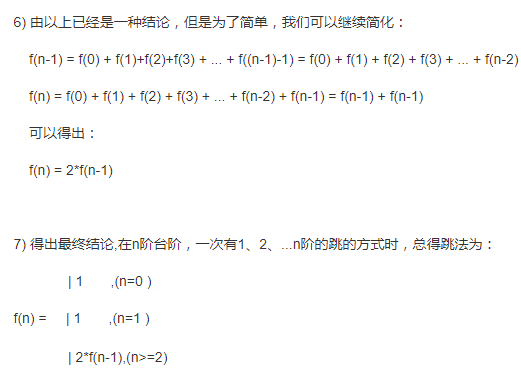 6) 由以上已经是一种结论，但是为了简单，我们可以继续简化：
f(n-1) = f(0) + f(1)+f(2)+f(3) + ... + f((n-1)-1) = f(0) + f(1) + f(2) + f(3) + ... + f(n-2)
f(n) = f(0) + f(1) + f(2) + f(3) + ... + f(n-2) + f(n-1) = f(n-1) + f(n-1)
可以得出：
f(n) = 2*f(n-1)
7) 得出最终结论,在n阶台阶，一次有1、2、...n阶的跳的方式时，总得跳法为：
| 1 ,(n=0 )
f(n) = | 1 ,(n=1 )
| 2*f(n-1),(n>=2)